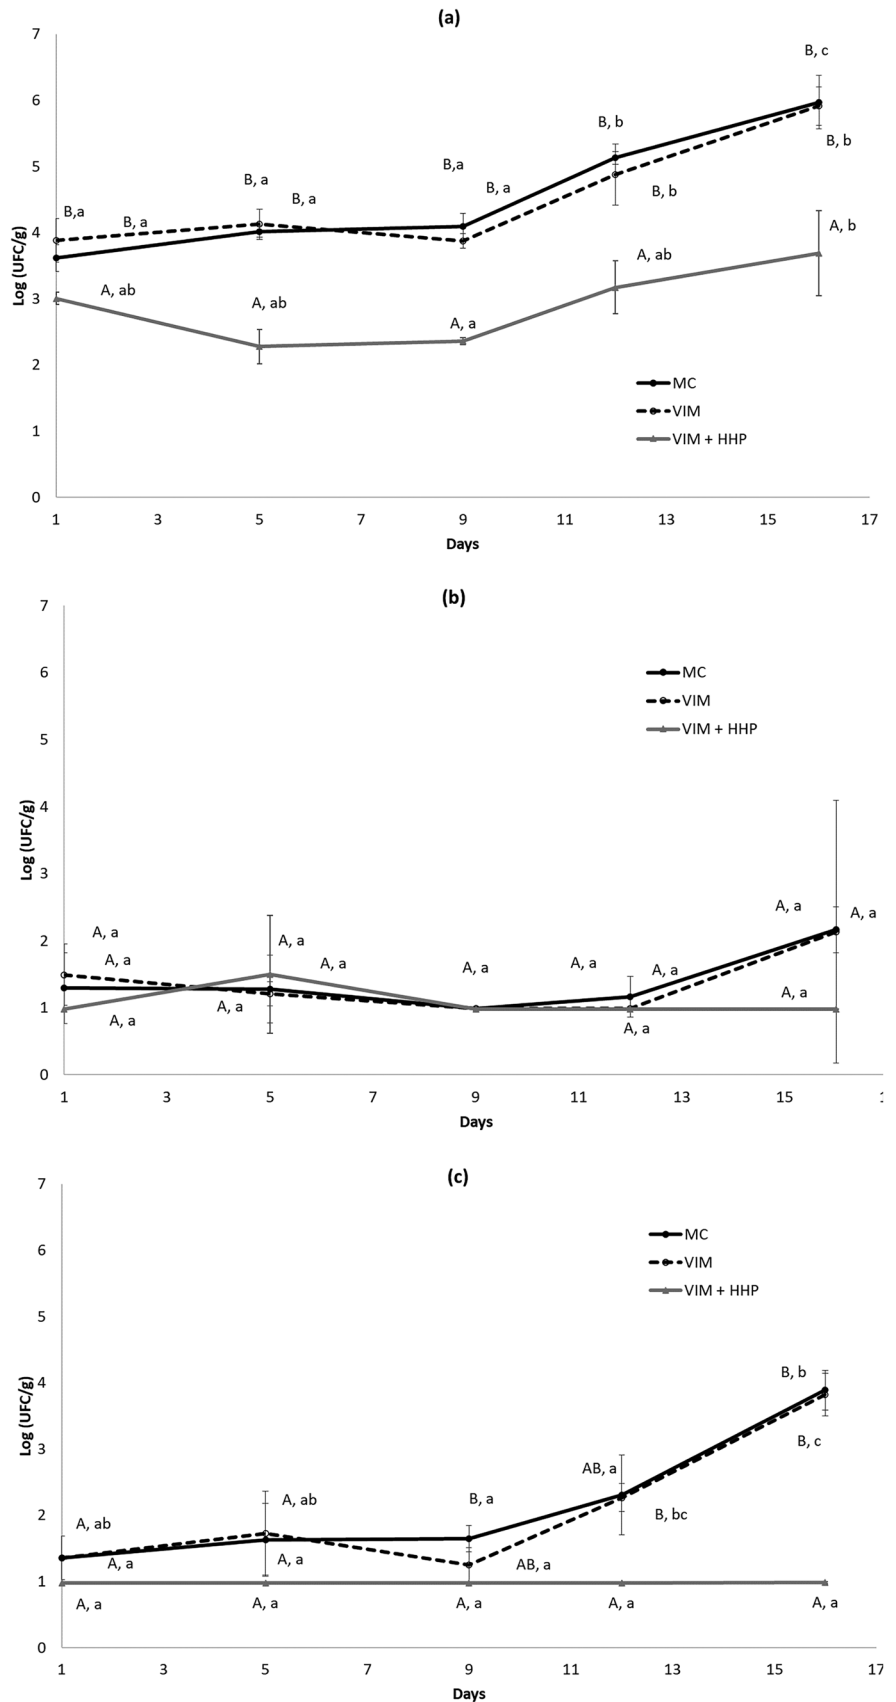 (a)
7
6
5
4
3
2
1
0
Log (UFC/g)
B, c
B, b
B, b
B, b
B,a
B, a
B, a
B, a
B,a
B, a
A, b
A, ab
A, a
A, ab
A, ab
MC
VIM
VIM + HHP
1 3 5 7 9 11 13 15 17
Days
(b)
7
6
5
4
3
2
1
0
Log (UFC/g)
MC
VIM
VIM + HHP
A, a
A, a
A, a
A, a
A, a
A, a
A, a
A, a
A, a
A, a
A, a
A, a
A, a
A, a
1 3 5 7 9 11 13 15 1
Days
(c)
7
6
5
4
3
2
1
0
Log (UFC/g)
MC
VIM
VIM + HHP
B, b
B, c
AB, a
B, bc
B, a
AB, a
A, ab
A, a
A, ab
A, a
A, a
A, a
A, a
A, a
A, a
1 3 5 7 9 11 13 15 17
Days